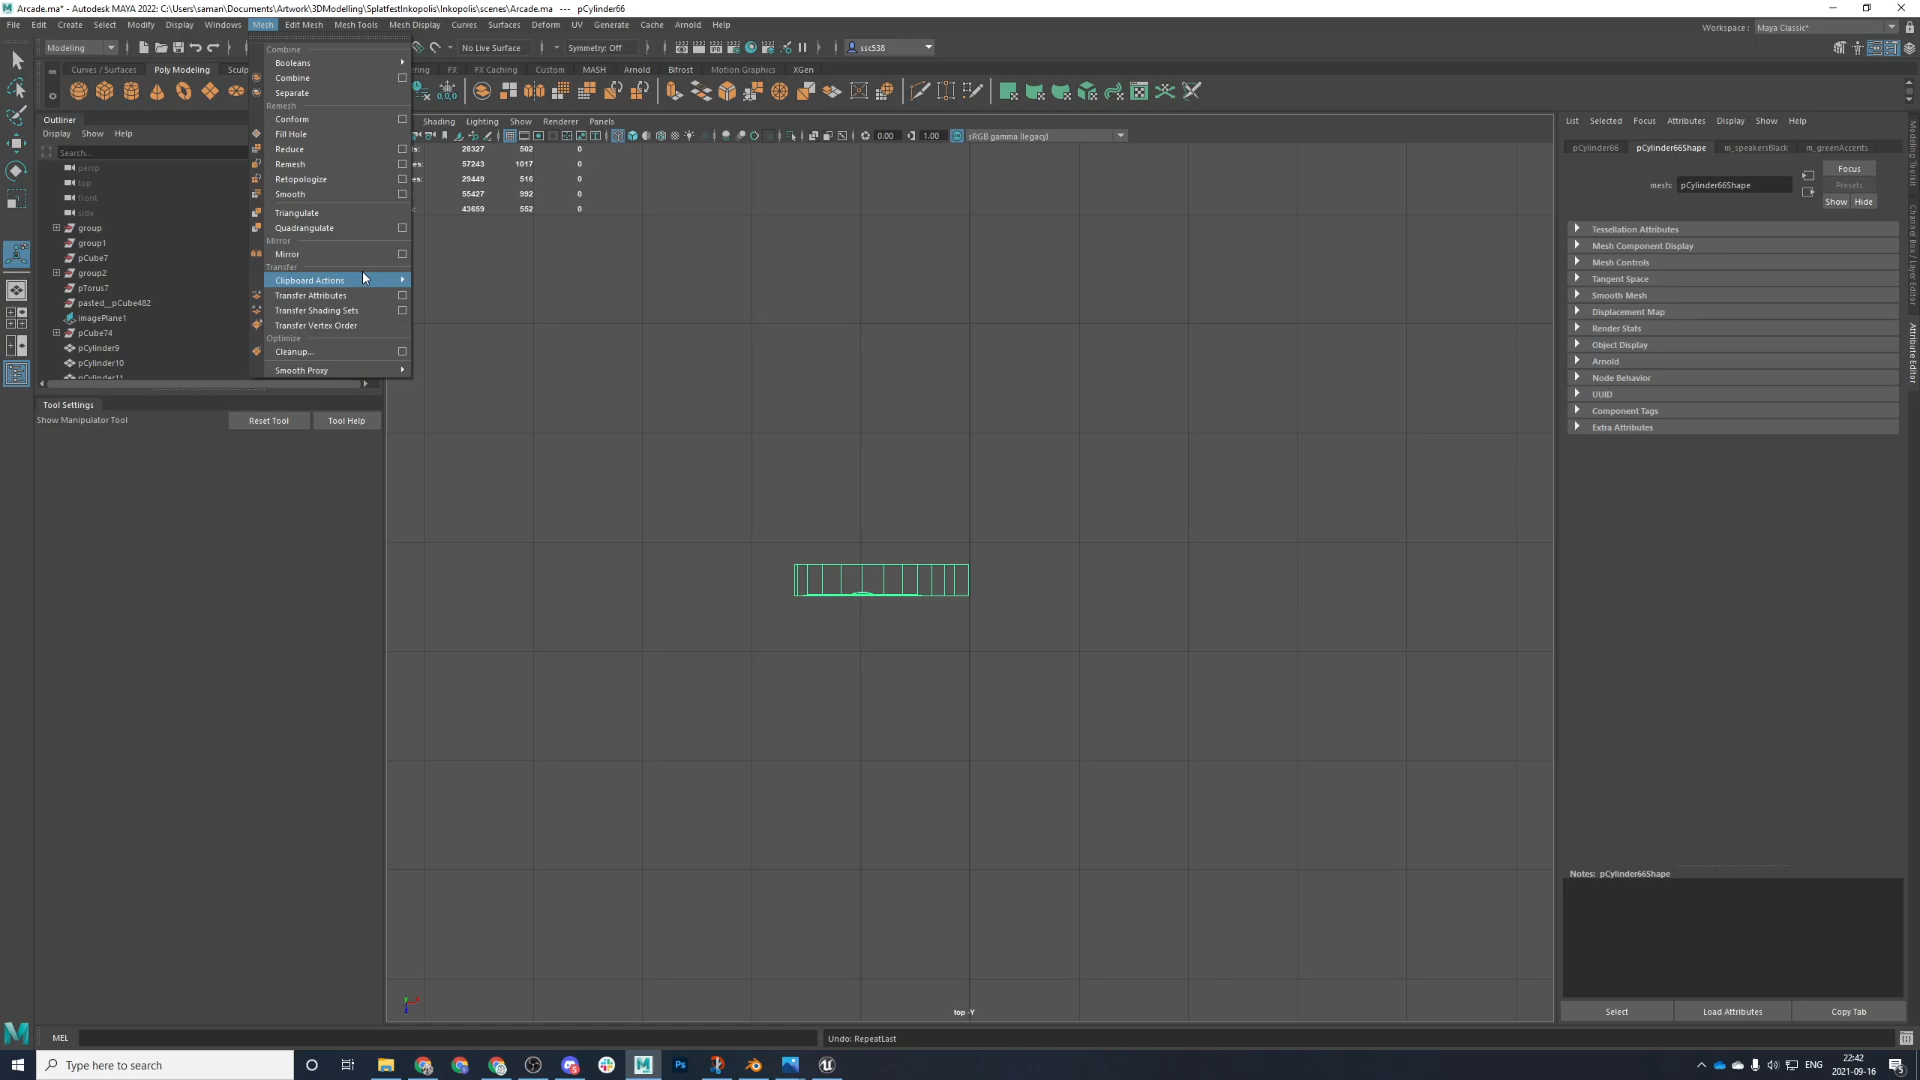 Arcade.ma* - Autodesk MAYA 2022: C:\Users\saman\Documents\Artwork\3DModelling\SplatfestInkopolis\Inkopolis\scenes\Arcade.ma --- pCylinder66
File Edit Create Select Modify Display Windows Mesh Edit Mesh Mesh Tools Mesh Display Curves Surfaces Deform UV Generate Cache Arnold Help
Workspace : Maya Classic*
Modeling
No Live Surface
Symmetry: Off
ssc538
Curves / Surfaces Poly Modeling Sculp
FX FX Caching Custom MASH Arnold Bifrost Motion Graphics XGen
Outliner
Display Show Help
Search...
persp
top
front
side
group
group1
pCube7
group2
pTorus7
pasted__pCube482
imagePlane1
pCube74
pCylinder9
pCylinder10
pCylinder11
Combine
Booleans
Combine
Separate
Remesh
Conform
Fill Hole
Reduce
Remesh
Retopologize
Smooth
Triangulate
Quadrangulate
Mirror
Mirror
Transfer
Clipboard Actions
Transfer Attributes
Transfer Shading Sets
Transfer Vertex Order
Optimize
Cleanup...
Smooth Proxy
Tool Settings
Show Manipulator Tool
Reset Tool
Tool Help
Shading Lighting Show Renderer Panels
0.00 1.00 sRGB gamma (legacy)
s: 28327 502 0
es: 57243 1017 0
es: 29449 516 0
55427 992 0
43659 552 0
top -Y
List Selected Focus Attributes Display Show Help
pCylinder66 pCylinder66Shape m_speakersBlack m_greenAccents
mesh: pCylinder66Shape
Focus
Presets
Show Hide
Tessellation Attributes
Mesh Component Display
Mesh Controls
Tangent Space
Smooth Mesh
Displacement Map
Render Stats
Object Display
Arnold
Node Behavior
UUID
Component Tags
Extra Attributes
Notes: pCylinder66Shape
Select
Load Attributes
Copy Tab
Modeling Toolkit
Channel Box / Layer Editor
Attribute Editor
MEL
Undo: RepeatLast
Type here to search
ENG
22:42
2021-09-16